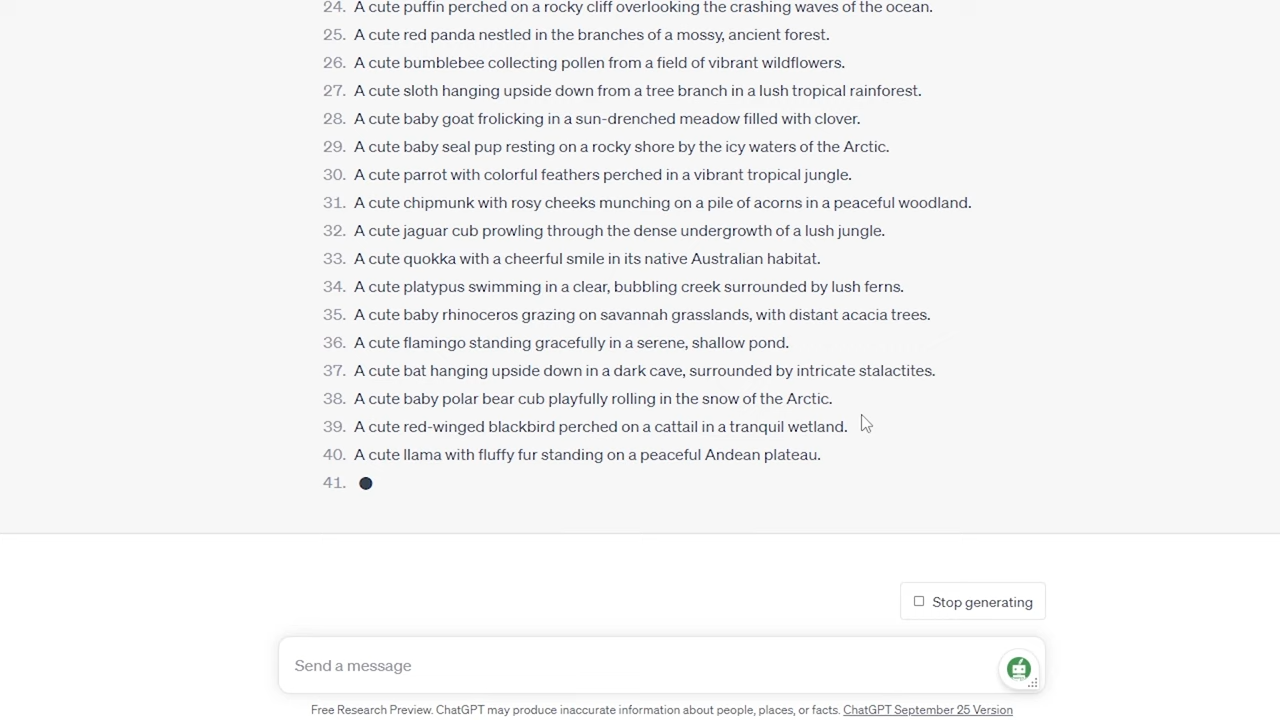 24. A cute puffin perched on a rocky cliff overlooking the crashing waves of the ocean.
25. A cute red panda nestled in the branches of a mossy, ancient forest.
26. A cute bumblebee collecting pollen from a field of vibrant wildflowers.
27. A cute sloth hanging upside down from a tree branch in a lush tropical rainforest.
28. A cute baby goat frolicking in a sun-drenched meadow filled with clover.
29. A cute baby seal pup resting on a rocky shore by the icy waters of the Arctic.
30. A cute parrot with colorful feathers perched in a vibrant tropical jungle.
31. A cute chipmunk with rosy cheeks munching on a pile of acorns in a peaceful woodland.
32. A cute jaguar cub prowling through the dense undergrowth of a lush jungle.
33. A cute quokka with a cheerful smile in its native Australian habitat.
34. A cute platypus swimming in a clear, bubbling creek surrounded by lush ferns.
35. A cute baby rhinoceros grazing on savannah grasslands, with distant acacia trees.
36. A cute flamingo standing gracefully in a serene, shallow pond.
37. A cute bat hanging upside down in a dark cave, surrounded by intricate stalactites.
38. A cute baby polar bear cub playfully rolling in the snow of the Arctic.
39. A cute red-winged blackbird perched on a cattail in a tranquil wetland.
40. A cute llama with fluffy fur standing on a peaceful Andean plateau.
41.
Stop generating
Send a message
Free Research Preview. ChatGPT may produce inaccurate information about people, places, or facts. ChatGPT September 25 Version